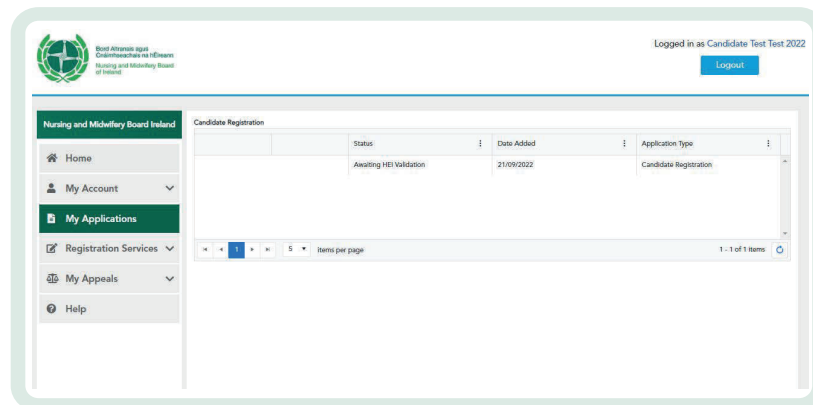 Bord Altranais agus
Cnáimhseachais na hÉireann
Nursing and Midwifery Board
of Ireland
Logged in as Candidate Test Test 2022
Logout
Nursing and Midwifery Board Ireland
Home
My Account
My Applications
Registration Services
My Appeals
Help
Candidate Registration
Status Date Added Application Type
Awaiting HEI Validation 21/09/2022 Candidate Registration
1 5 items per page 1 - 1 of 1 items